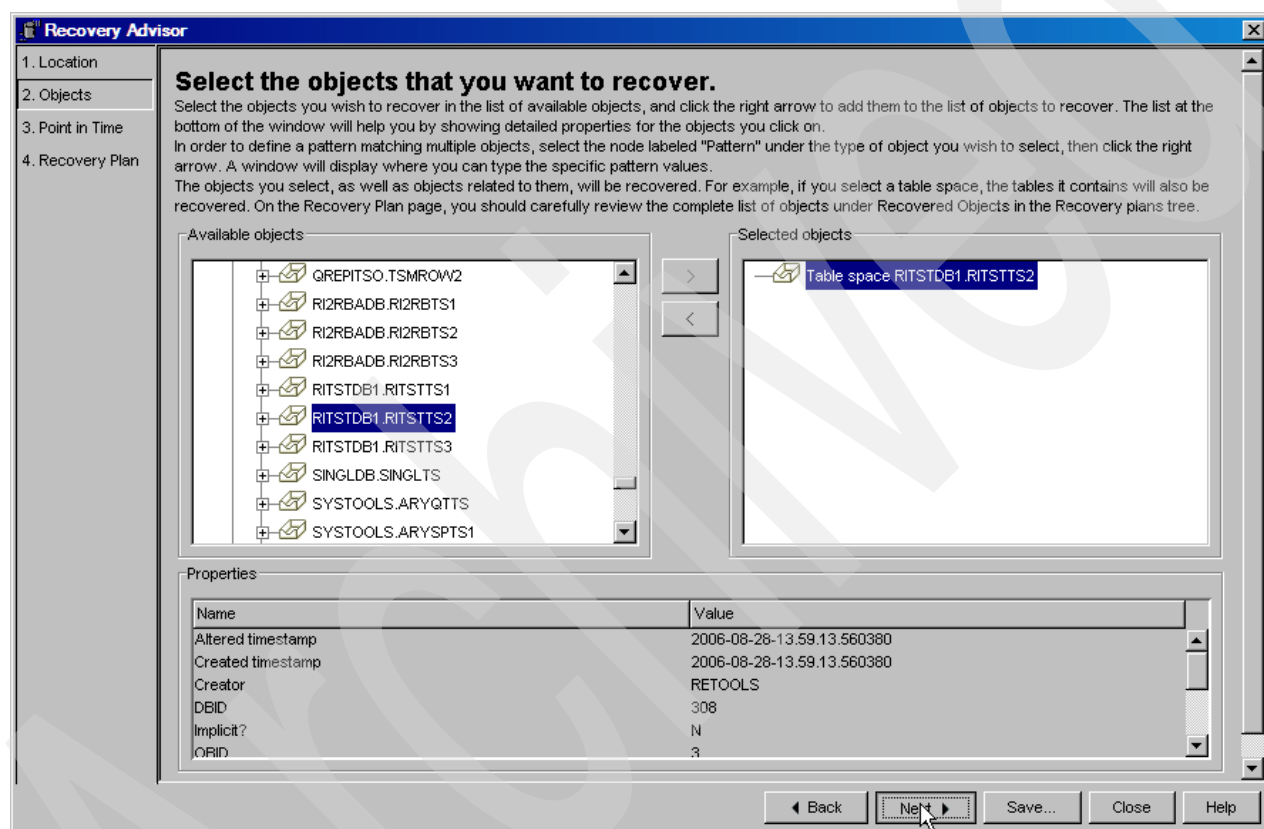 Recovery Advisor
1. Location
2. Objects
3. Point in Time
4. Recovery Plan
Select the objects that you want to recover.
Select the objects you wish to recover in the list of available objects, and click the right arrow to add them to the list of objects to recover. The list at the
bottom of the window will help you by showing detailed properties for the objects you click on.
In order to define a pattern matching multiple objects, select the node labeled "Pattern" under the type of object you wish to select, then click the right
arrow. A window will display where you can type the specific pattern values.
The objects you select, as well as objects related to them, will be recovered. For example, if you select a table space, the tables it contains will also be
recovered. On the Recovery Plan page, you should carefully review the complete list of objects under Recovered Objects in the Recovery plans tree.
Available objects
QREPITSO.TSMROW2
RI2RBADB.RI2RBTS1
RI2RBADB.RI2RBTS2
RI2RBADB.RI2RBTS3
RITSTDB1.RITSTTS1
RITSTDB1.RITSTTS2
RITSTDB1.RITSTTS3
SINGLDB.SINGLTS
SYSTOOLS.ARYQTTS
SYSTOOLS.ARYSPTS1
>
<
Selected objects
Table space RITSTDB1.RITSTTS2
Properties
Name Value
Altered timestamp 2006-08-28-13.59.13.560380
Created timestamp 2006-08-28-13.59.13.560380
Creator RETOOLS
DBID 308
Implicit? N
OBID 3
Back Next Save... Close Help